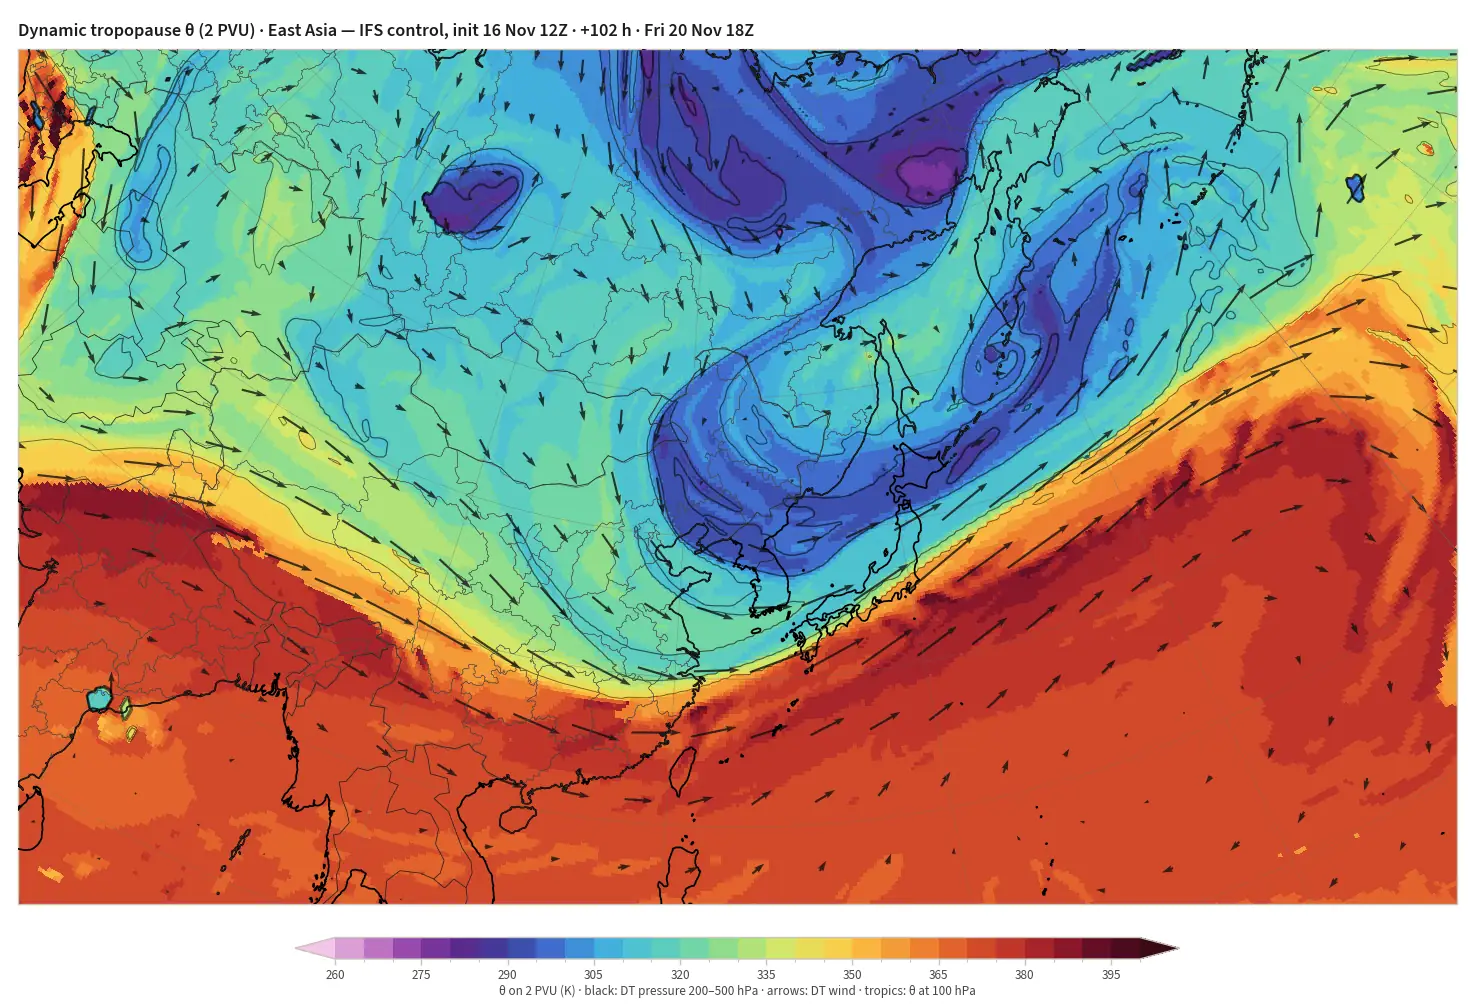 Dynamic tropopause θ (2 PVU) · East Asia — IFS control, init 16 Nov 12Z · +102 h · Fri 20 Nov 18Z
260 275 290 305 320 335 350 365 380 395
θ on 2 PVU (K) · black: DT pressure 200–500 hPa · arrows: DT wind · tropics: θ at 100 hPa